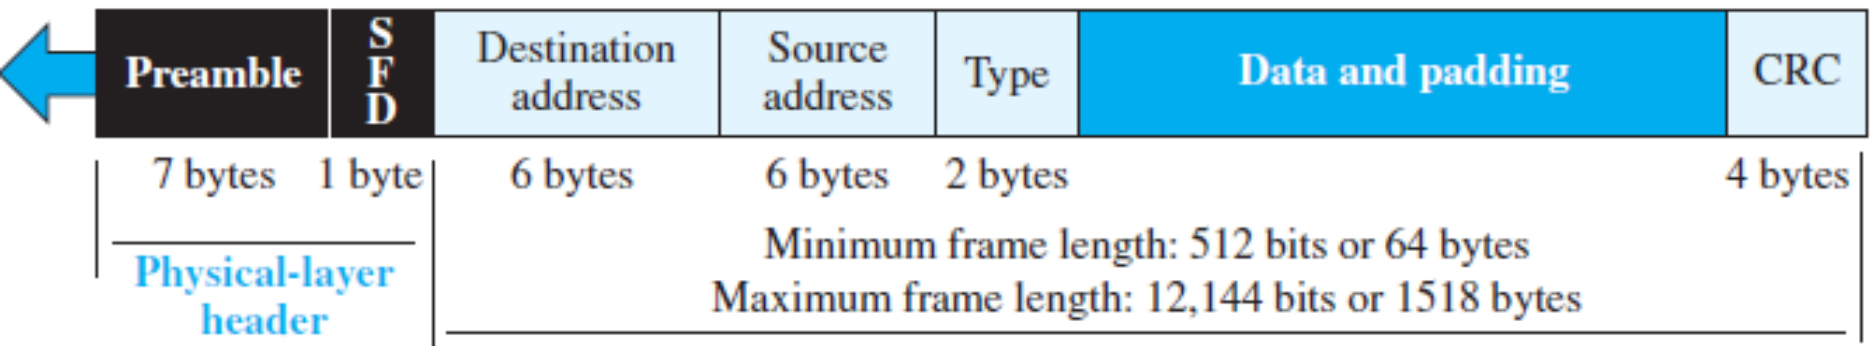 Preamble
SFD
Destination
address
Source
address
Type
Data and padding
CRC
7 bytes
1 byte
6 bytes
6 bytes
2 bytes
4 bytes
Physical-layer
header
Minimum frame length: 512 bits or 64 bytes
Maximum frame length: 12,144 bits or 1518 bytes